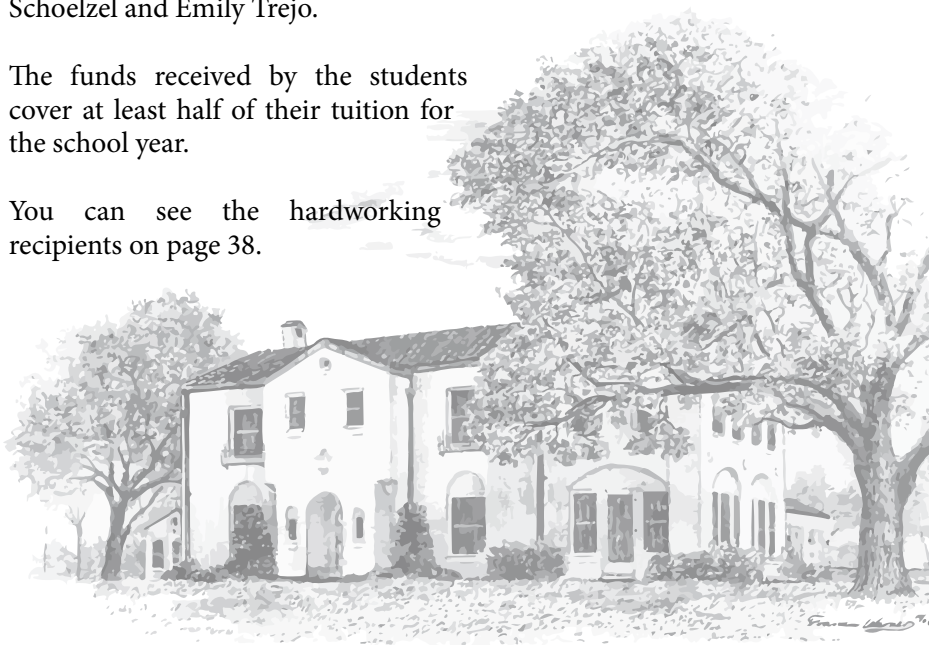 Schoelzel and Emily Trejo.
The funds received by the students
cover at least half of their tuition for
the school year.
You can see the hardworking
recipients on page 38.